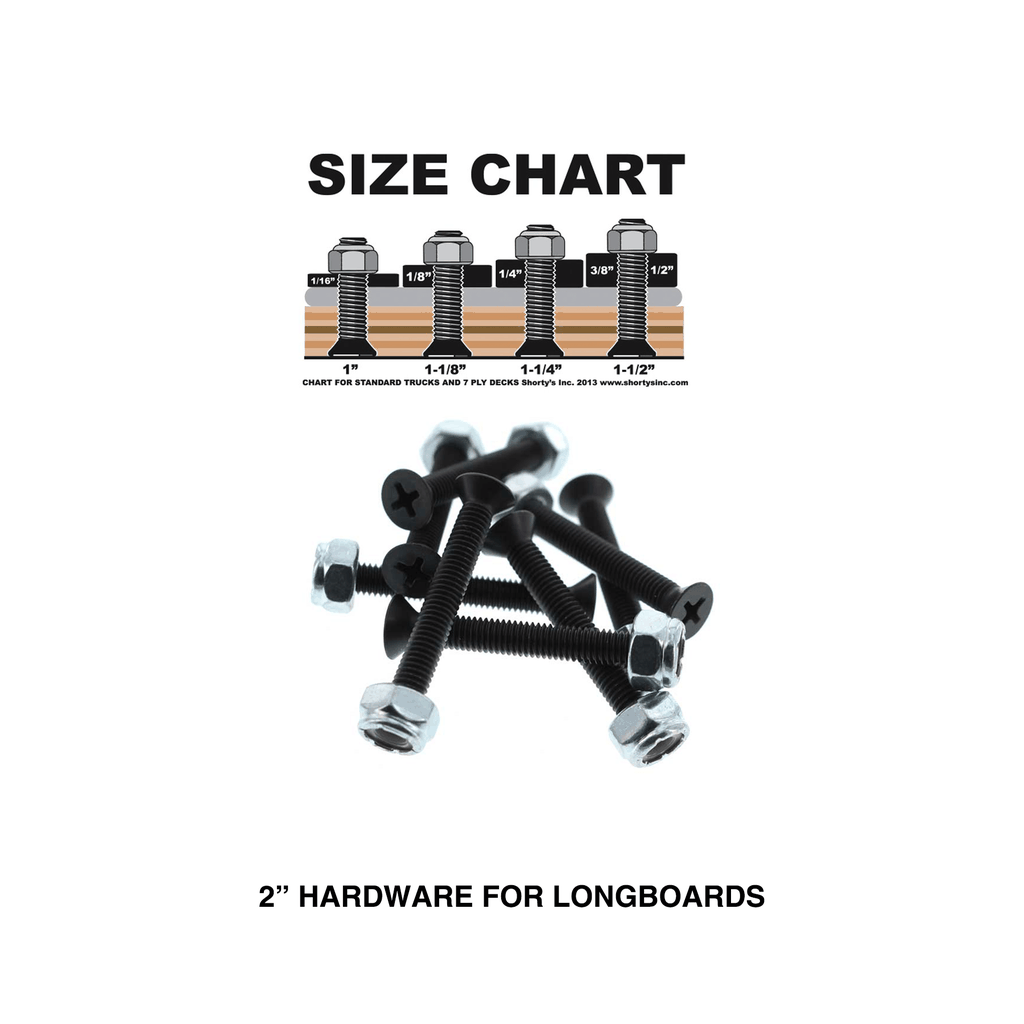 SIZE CHART
1/16” 1/8” 1/4” 3/8” 1/2”
1” 1-1/8” 1-1/4” 1-1/2”
CHART FOR STANDARD TRUCKS AND 7 PLY DECKS Shorty's Inc. 2013 www.shortysinc.com
2” HARDWARE FOR LONGBOARDS